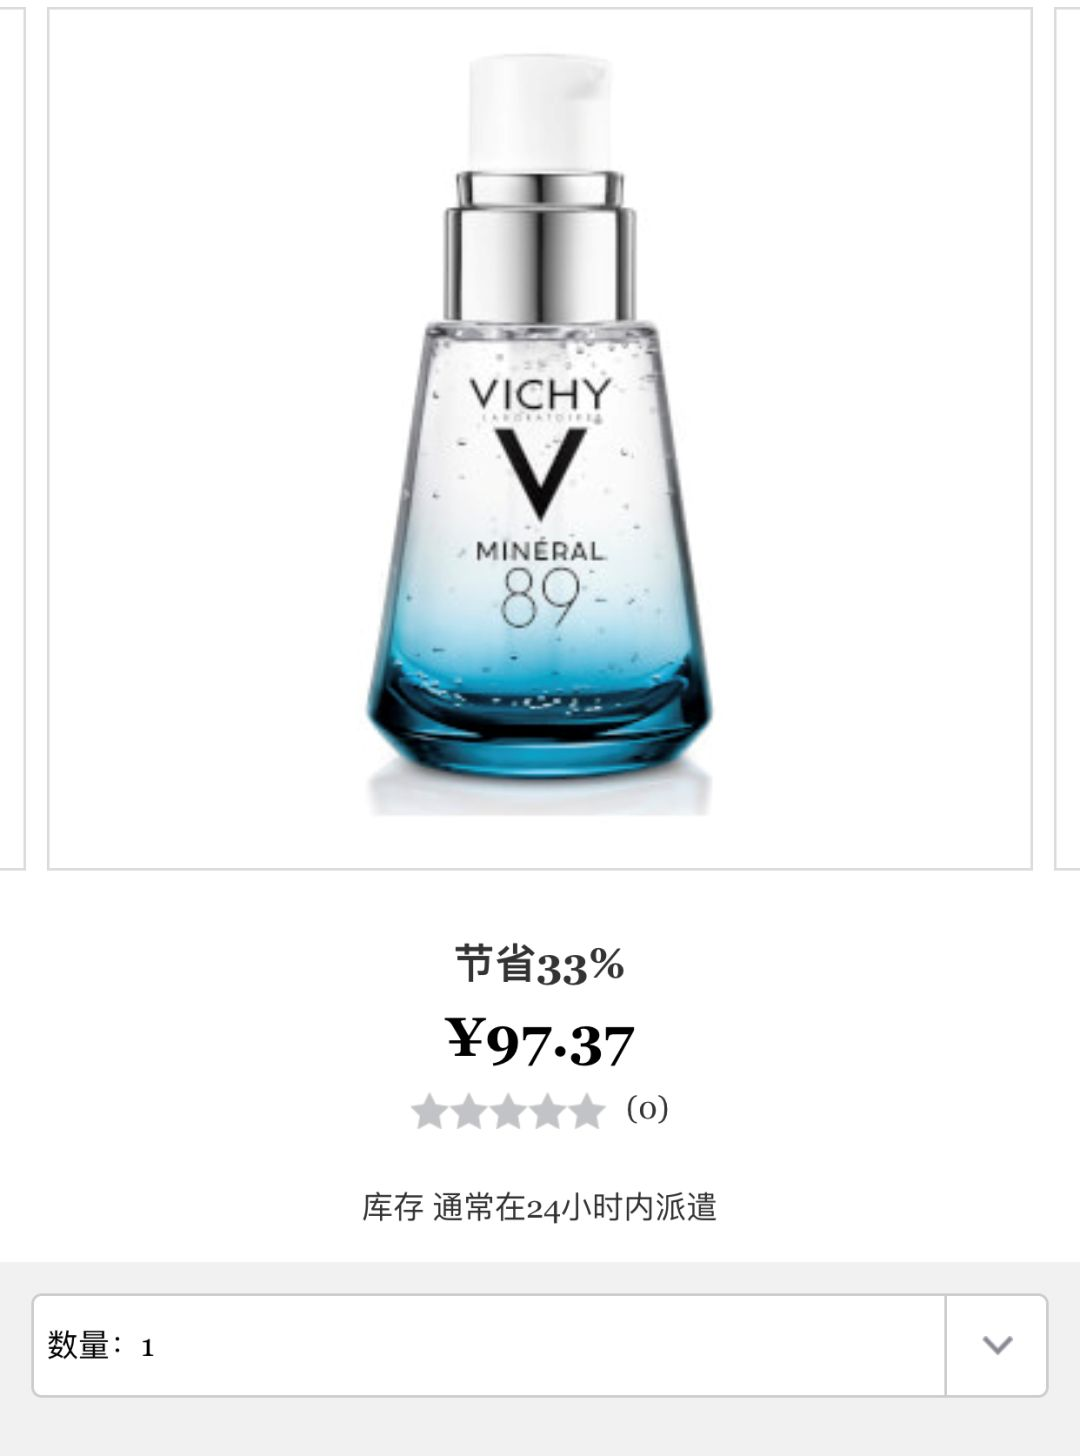 VICHY
LABORATOIRES
V
MINÉRAL
89
节省33%
¥97.37
(0)
库存 通常在24小时内派遣
数量：1